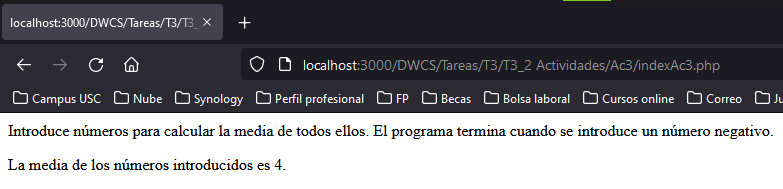 localhost:3000/DWCS/Tareas/T3/T3_
localhost:3000/DWCS/Tareas/T3/T3_2 Actividades/Ac3/indexAc3.php
Campus USC Nube Synology Perfil profesional FP Becas Bolsa laboral Cursos online Correo
Introduce números para calcular la media de todos ellos. El programa termina cuando se introduce un número negativo.
La media de los números introducidos es 4.